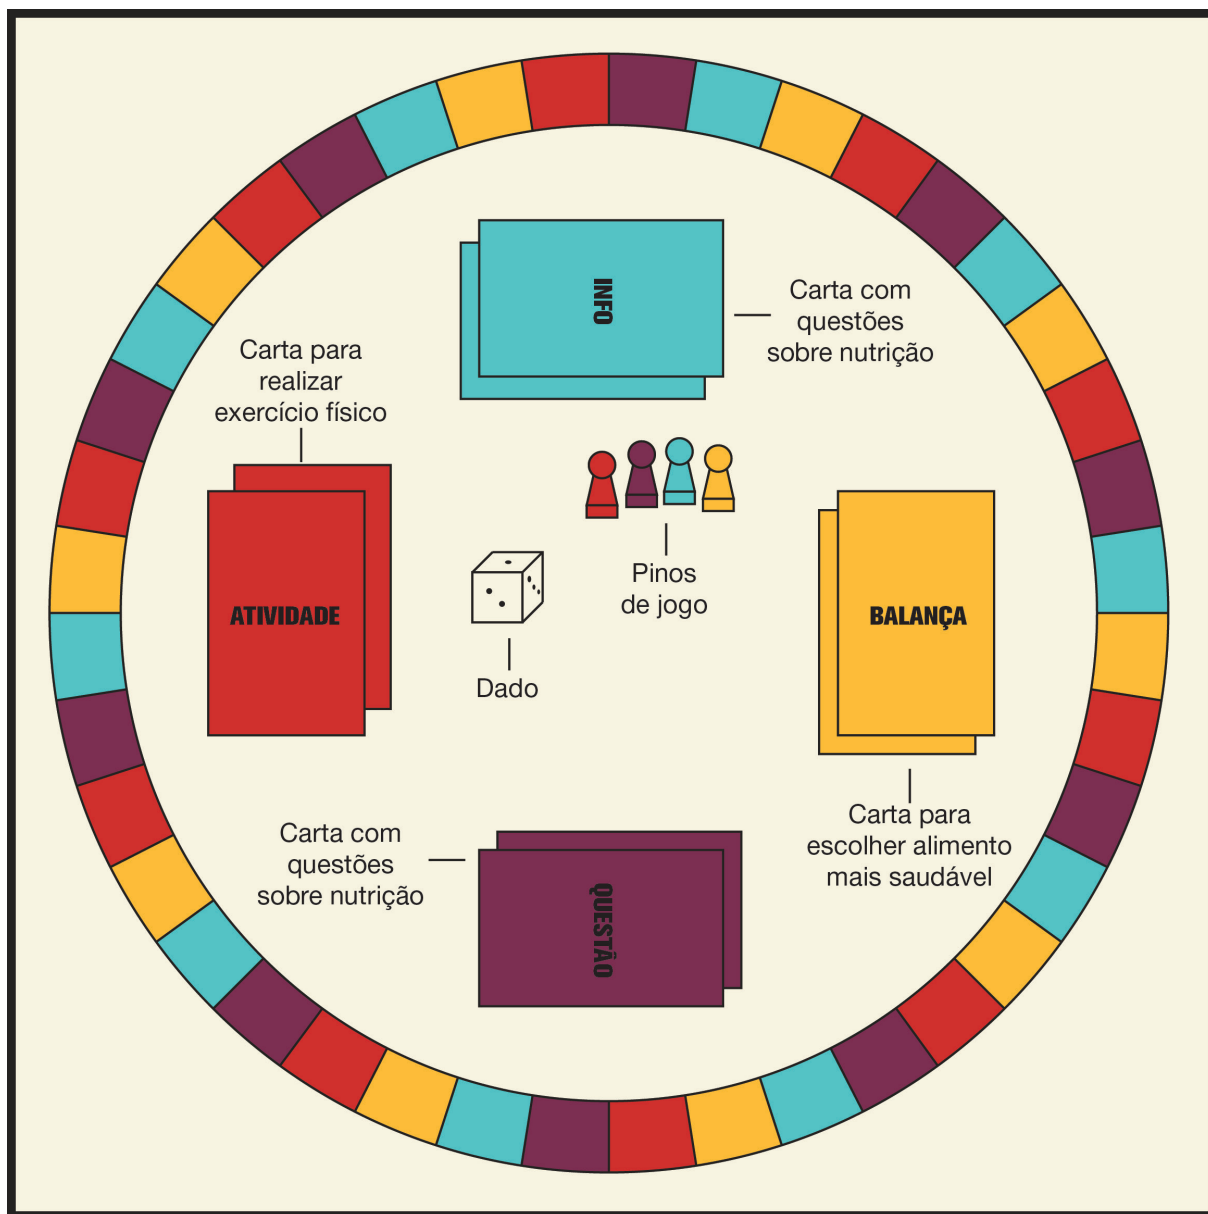 INFO
Carta com
questões
sobre nutrição
Carta para
realizar
exercício físico
ATIVIDADE
Pinos
de jogo
Dado
BALANÇA
Carta para
escolher alimento
mais saudável
Carta com
questões
sobre nutrição
QUESTÃO